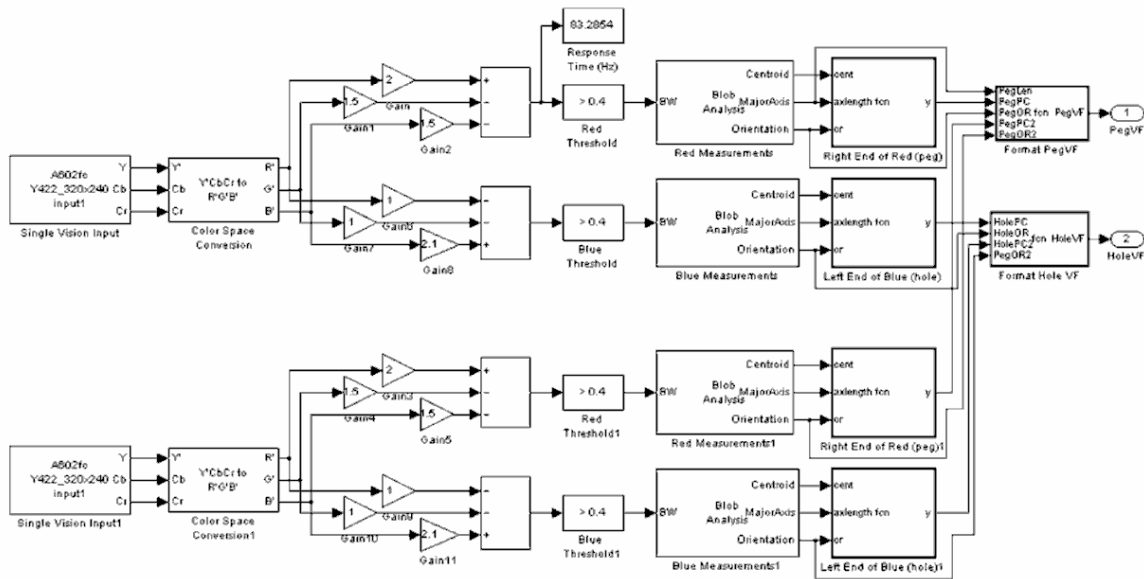 83.2854
Response
Time (Hz)
2
Gain
1.5
Gain1
1.5
Gain2
+
-
-
> 0.4
Red
Threshold
BW
Blob
Analysis
Centroid
MajorAxis
Orientation
Red Measurements
cent
axlength fcn
or
y
Right End of Red (peg)
PegLen
PegPC
PegOR fcn PegVF
PegPC2
PegOR2
Format PegVF
1
PegVF
A602fc
Y422_320x240
input1
Y
Cb
Cr
Single Vision Input
Y'
Cb
Cr
Y'CbCr to
R'G'B'
R'
G'
B'
Color Space
Conversion
1
Gain6
1
Gain7
2.1
Gain8
-
-
+
> 0.4
Blue
Threshold
BW
Blob
Analysis
Centroid
MajorAxis
Orientation
Blue Measurements
cent
axlength fcn
or
y
Left End of Blue (hole)
HolePC
HoleOR fcn HoleVF
HolePC2
PegOR2
Format Hole VF
2
HoleVF
2
Gain3
1.5
Gain4
1.5
Gain5
+
-
-
> 0.4
Red
Threshold1
BW
Blob
Analysis
Centroid
MajorAxis
Orientation
Red Measurements1
cent
axlength fcn
or
y
Right End of Red (peg)1
A602fc
Y422_320x240
input1
Y
Cb
Cr
Single Vision Input1
Y'
Cb
Cr
Y'CbCr to
R'G'B'
R'
G'
B'
Color Space
Conversion1
1
Gain9
1
Gain10
2.1
Gain11
-
-
+
> 0.4
Blue
Threshold1
BW
Blob
Analysis
Centroid
MajorAxis
Orientation
Blue Measurements1
cent
axlength fcn
or
y
Left End of Blue (hole)1